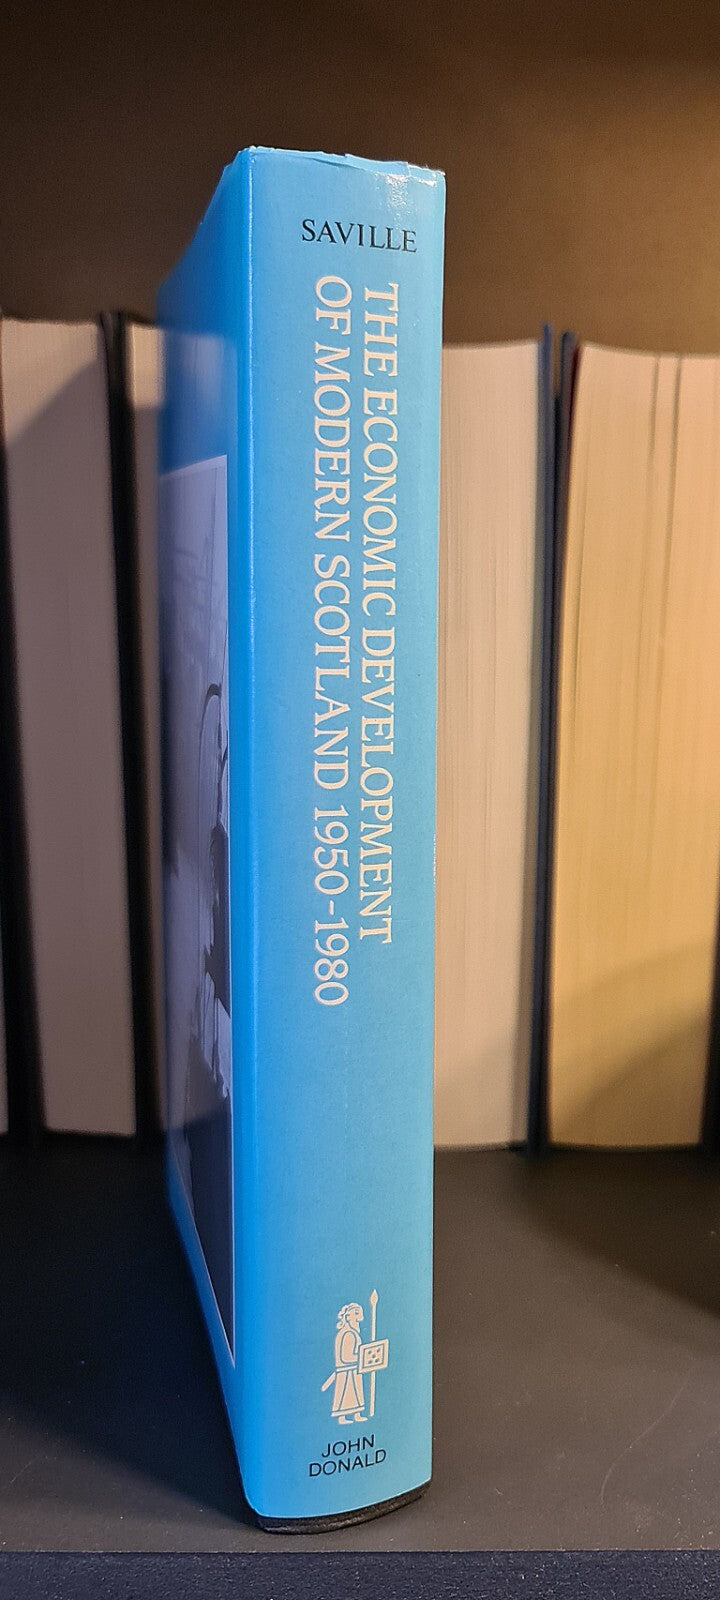 SAVILLE
THE ECONOMIC DEVELOPMENT
OF MODERN SCOTLAND 1950-1980
JOHN
DONALD